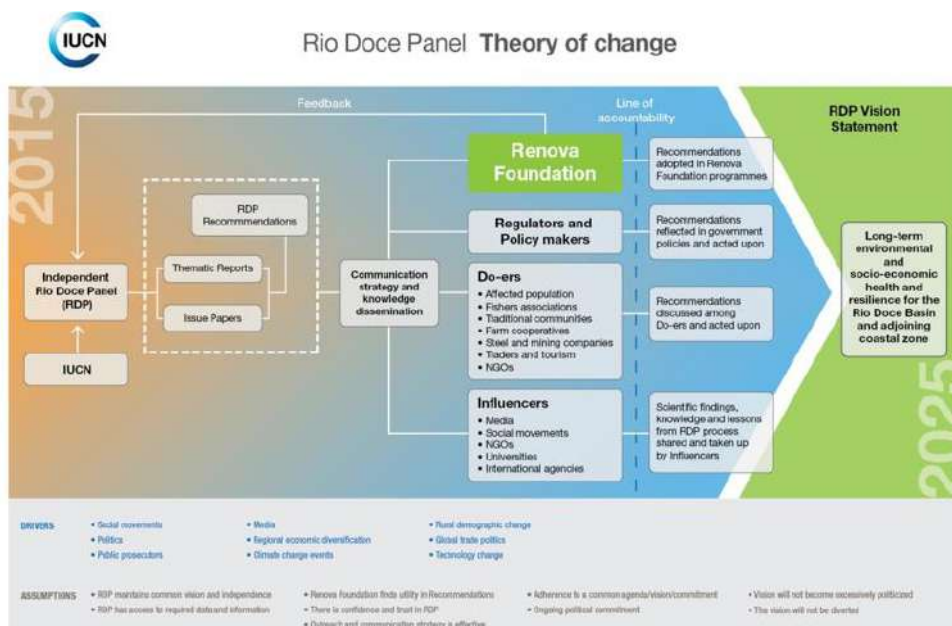 IUCN
Rio Doce Panel Theory of change
2015
Feedback
Line of
accountability
RDP Vision
Statement
Renova
Foundation
Recommendations
adopted in Renova
Foundation programmes
RDP
Recommmendations
Regulators and
Policy makers
Recommendations
reflected in government
policies and acted upon
Independent
Rio Doce Panel
(RDP)
Thematic Reports
Issue Papers
IUCN
Communication
strategy and
knowledge
dissemination
Do-ers
• Affected population
• Fishers associations
• Traditional communities
• Farm cooperatives
• Steel and mining companies
• Traders and tourism
• NGOs
Recommendations
discussed among
Do-ers and acted upon
Long-term
environmental
and
socio-economic
health and
resilience for the
Rio Doce Basin
and adjoining
coastal zone
Influencers
• Media
• Social movements
• NGOs
• Universities
• International agencies
Scientific findings,
knowledge and lessons
from RDP process
shared and taken up
by Influencers
2025
DRIVERS
• Social movements
• Politics
• Public prosecutors
• Media
• Regional economic diversification
• Climate change events
• Rural demographic change
• Global trade politics
• Technology change
ASSUMPTIONS
• RDP maintains common vision and independence
• RDP has access to required data and information
• Renova foundation finds utility in Recommendations
• There is confidence and trust in RDP
• Outreach and communication strategy is effective
• Adherence to a common agenda/vision/commitment
• Ongoing political commitment
• Vision will not become excessively politicized
• The vision will not be diverted